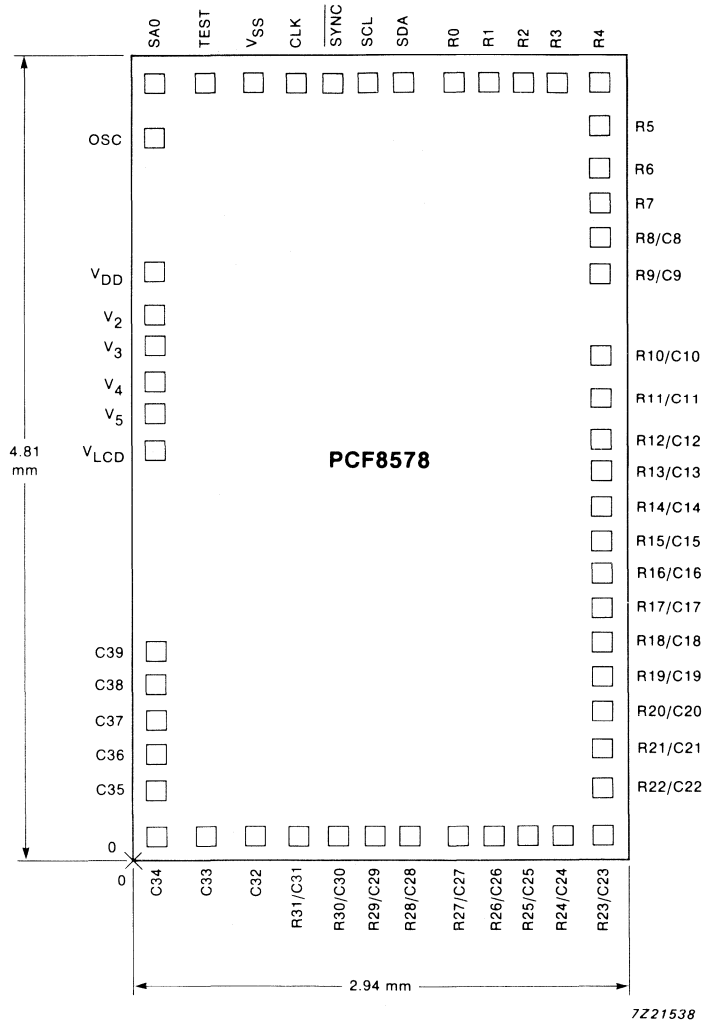 SA0
TEST
VSS
CLK
SYNC
SCL
SDA
R0
R1
R2
R3
R4
OSC
R5
R6
R7
R8/C8
VDD
R9/C9
V2
V3
R10/C10
V4
R11/C11
V5
R12/C12
4.81
mm
VLCD
PCF8578
R13/C13
R14/C14
R15/C15
R16/C16
R17/C17
R18/C18
C39
R19/C19
C38
R20/C20
C37
R21/C21
C36
R22/C22
C35
0
0
C34
C33
C32
R31/C31
R30/C30
R29/C29
R28/C28
R27/C27
R26/C26
R25/C25
R24/C24
R23/C23
2.94 mm
7Z21538